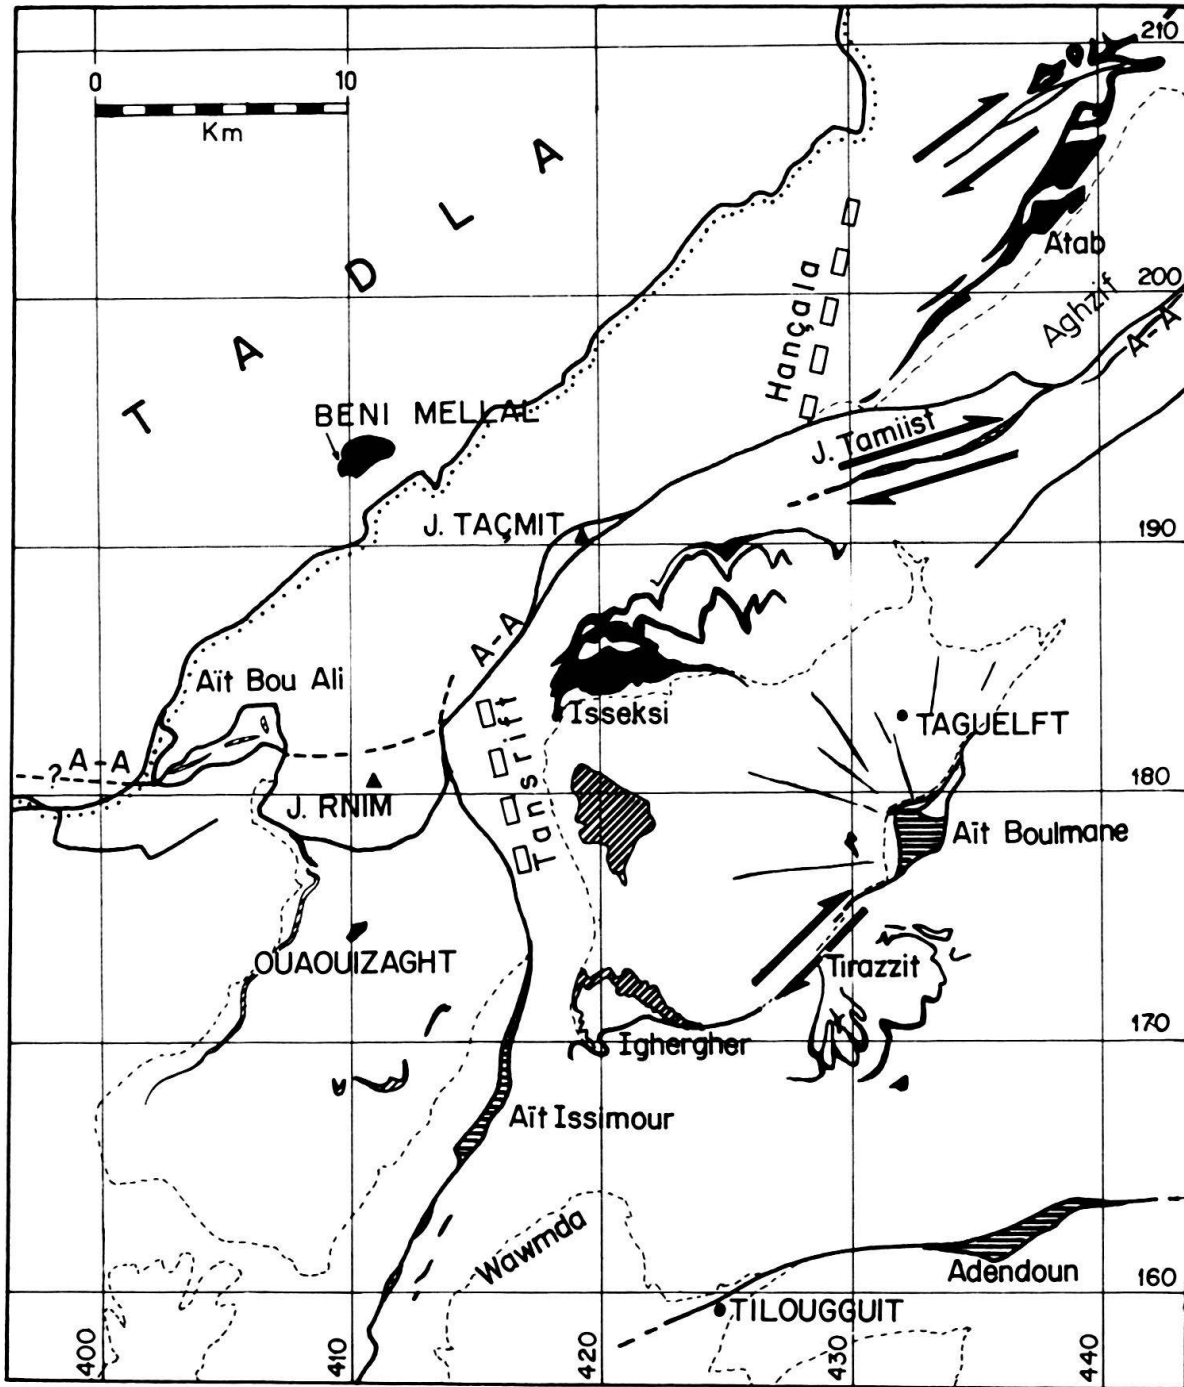 210
0 10
Km
T A D L A
Hançala
Atab
Aghzif
200
A-A
BENI MELLAL
J. Tamiist
J. TAÇMIT
190
A-A
Aït Bou Ali
Isseksi
TAGUELFT
Tansrift
? A-A
J. RNIM
180
Aït Boulmane
OUAOUIZAGHT
Tirazzit
Ighergher
170
Aït Issimour
Wawmda
Adendoun
160
TILOUGGUIT
400
410
420
430
440